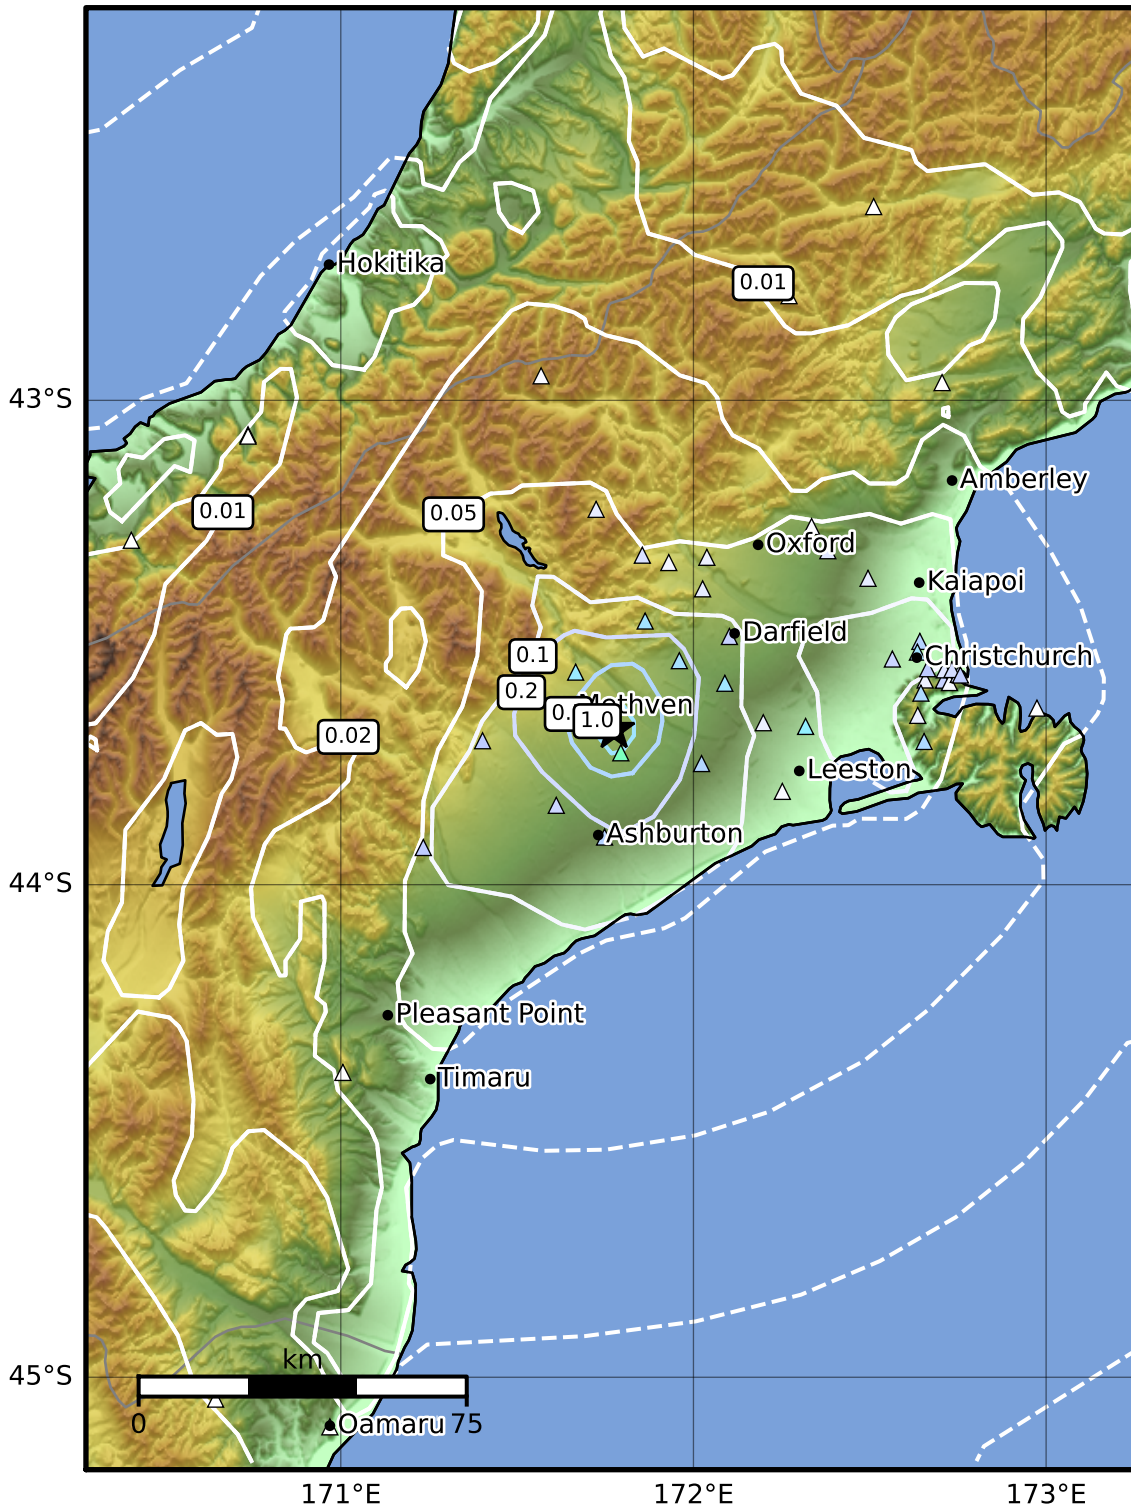 Hokitika
0.01
43°S
Amberley
0.01
0.05
Oxford
Kaiapoi
Darfield
0.1
Christchurch
0.2
Methven
1.0
0.02
Leeston
Ashburton
44°S
Pleasant Point
Timaru
km
45°S
0
75
Oamaru
171°E
172°E
173°E